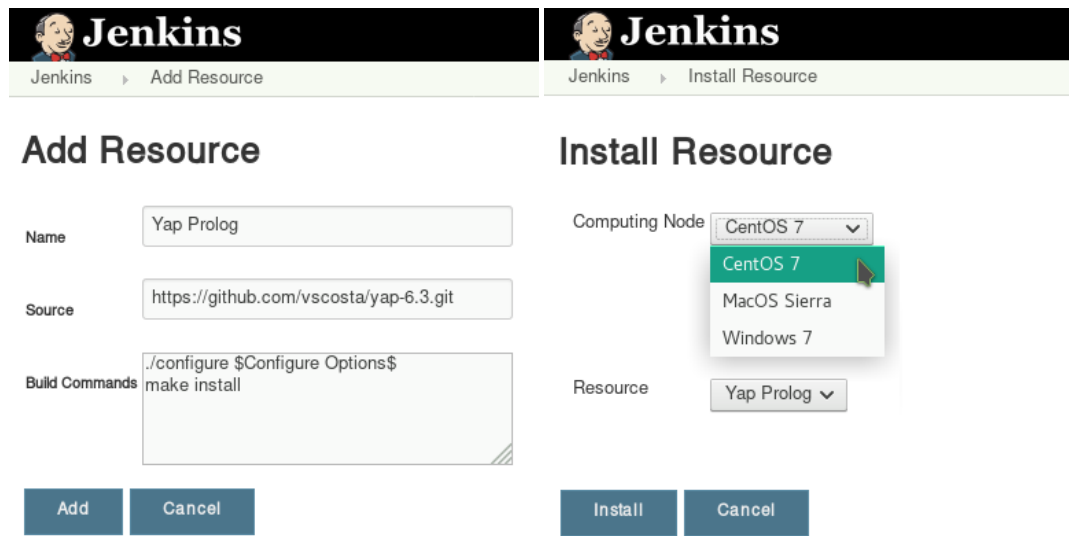 Jenkins
Jenkins Add Resource
Add Resource
Name Yap Prolog
Source https://github.com/vscosta/yap-6.3.git
Build Commands ./configure $Configure Options$
make install
Add Cancel
Jenkins
Jenkins Install Resource
Install Resource
Computing Node CentOS 7
CentOS 7
MacOS Sierra
Windows 7
Resource Yap Prolog
Install Cancel